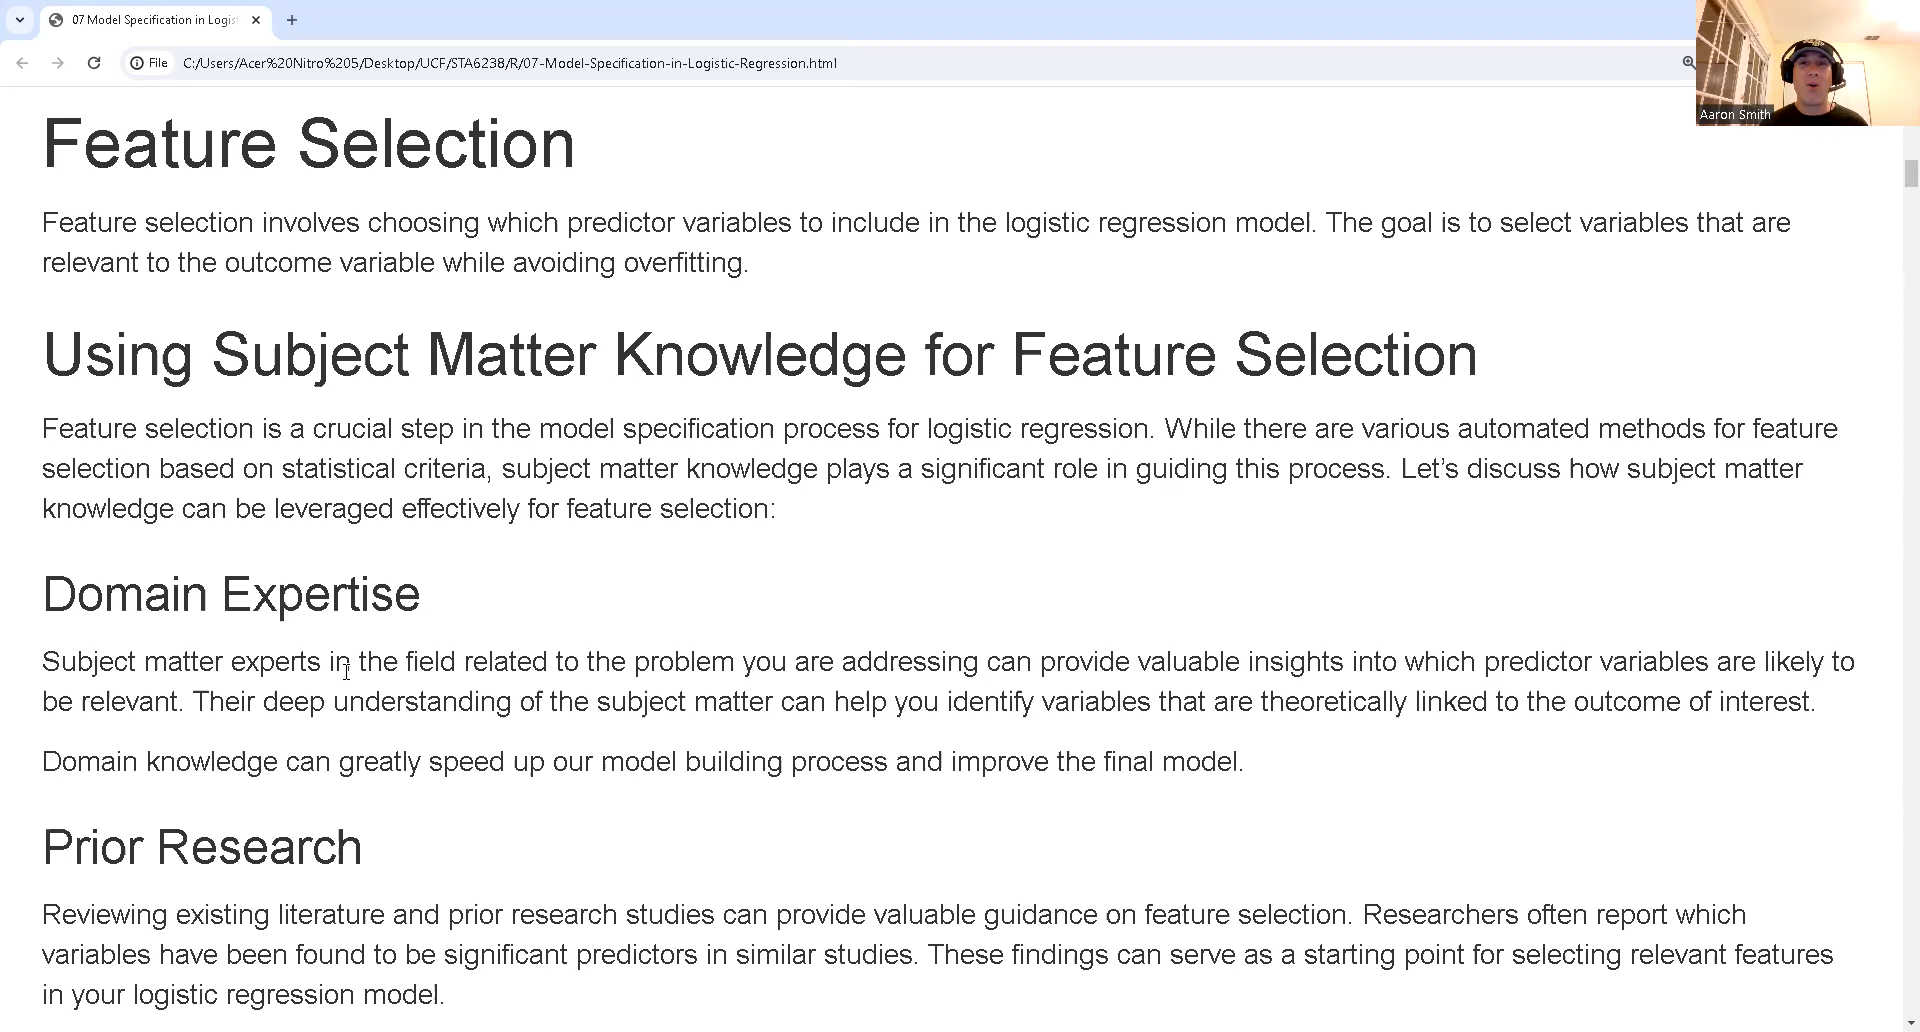 07 Model Specification in Logis
File
C:/Users/Acer%20Nitro%205/Desktop/UCF/STA6238/R/07-Model-Specification-in-Logistic-Regression.html
Aaron Smith
Feature Selection
Feature selection involves choosing which predictor variables to include in the logistic regression model. The goal is to select variables that are
relevant to the outcome variable while avoiding overfitting.
Using Subject Matter Knowledge for Feature Selection
Feature selection is a crucial step in the model specification process for logistic regression. While there are various automated methods for feature
selection based on statistical criteria, subject matter knowledge plays a significant role in guiding this process. Let’s discuss how subject matter
knowledge can be leveraged effectively for feature selection:
Domain Expertise
Subject matter experts in the field related to the problem you are addressing can provide valuable insights into which predictor variables are likely to
be relevant. Their deep understanding of the subject matter can help you identify variables that are theoretically linked to the outcome of interest.
Domain knowledge can greatly speed up our model building process and improve the final model.
Prior Research
Reviewing existing literature and prior research studies can provide valuable guidance on feature selection. Researchers often report which
variables have been found to be significant predictors in similar studies. These findings can serve as a starting point for selecting relevant features
in your logistic regression model.